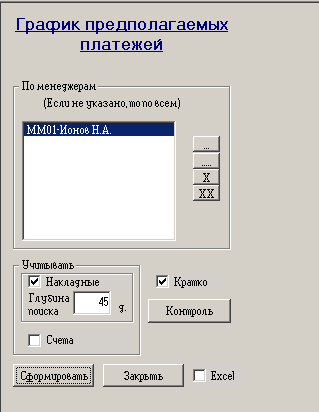 График предполагаемых
платежей
По менеджерам
(Если не указано, то по всем)
ММ01-Ионов Н.А.
...
.....
X
XX
Учитывать
Накладные
Кратко
Глубина
поиска
45
д.
Контроль
Счета
Сформировать
Закрыть
Excel